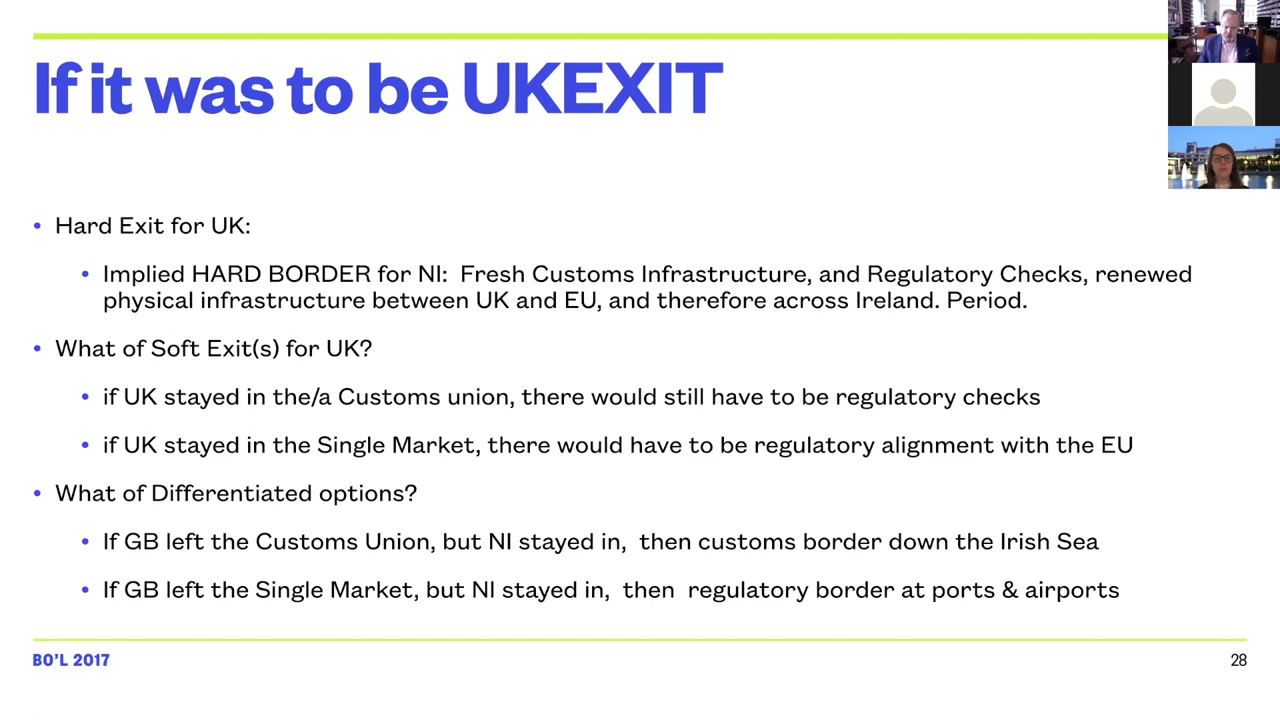 If it was to be UKEXIT
• Hard Exit for UK:
• Implied HARD BORDER for NI: Fresh Customs Infrastructure, and Regulatory Checks, renewed
physical infrastructure between UK and EU, and therefore across Ireland. Period.
• What of Soft Exit(s) for UK?
• if UK stayed in the/a Customs union, there would still have to be regulatory checks
• if UK stayed in the Single Market, there would have to be regulatory alignment with the EU
• What of Differentiated options?
• If GB left the Customs Union, but NI stayed in, then customs border down the Irish Sea
• If GB left the Single Market, but NI stayed in, then regulatory border at ports & airports
BO'L 2017
28